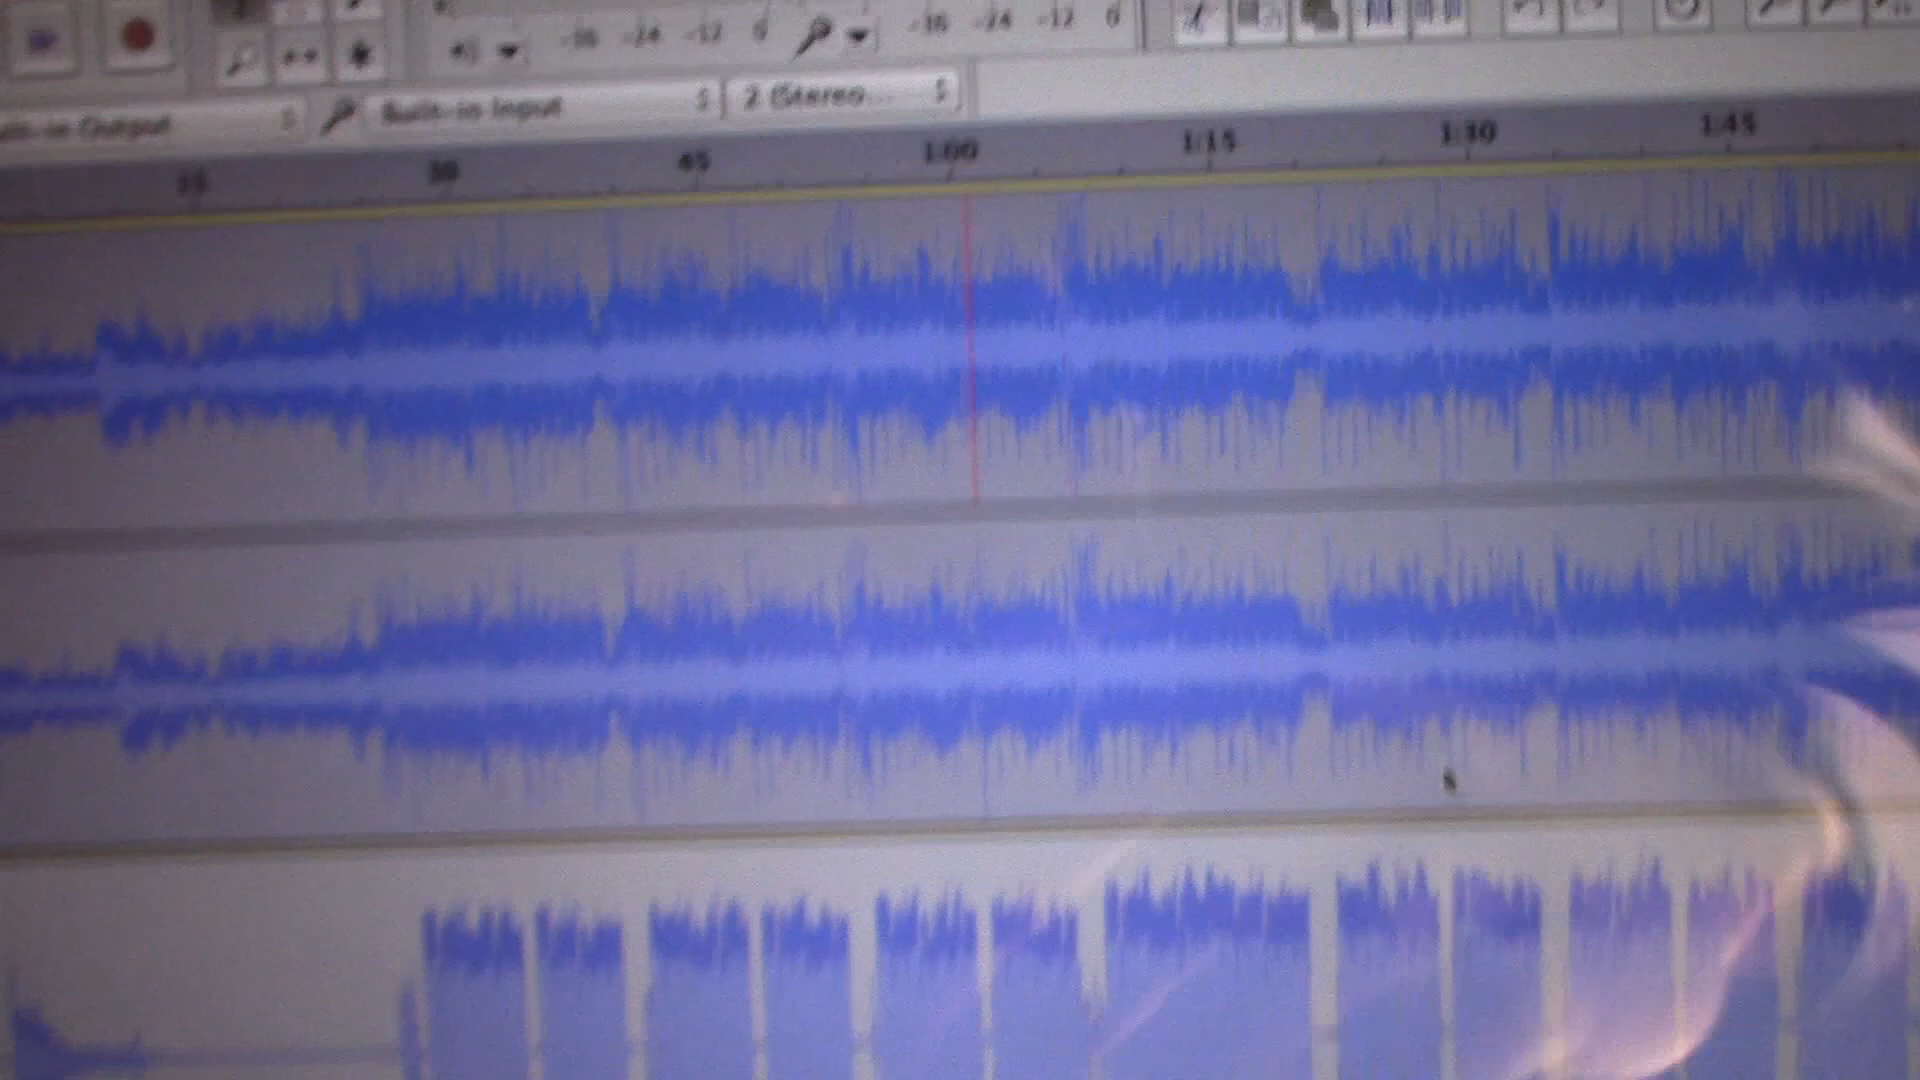 -36 -24 -12 0 -36 -24 -12 0
Built-in Input 2 (Stereo...
Output
15 30 45 1:00 1:15 1:30 1:45